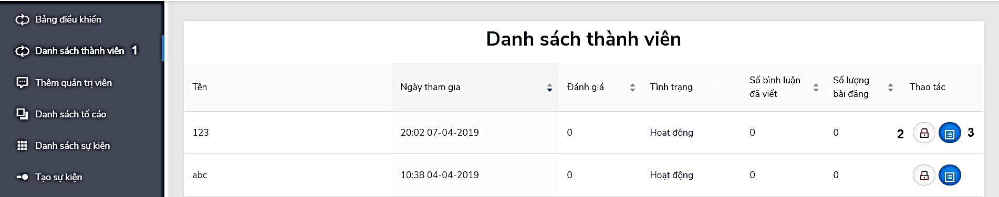 Bảng điều khiển
Danh sách thành viên 1
Thêm quản trị viên
Danh sách tố cáo
Danh sách sự kiện
Tạo sự kiện
Danh sách thành viên
Tên
Ngày tham gia
Đánh giá
Tình trạng
Số bình luận
đã viết
Số lượng
bài đăng
Thao tác
123 20:02 07-04-2019 0 Hoạt động 0 0 2 3
abc 10:38 04-04-2019 0 Hoạt động 0 0